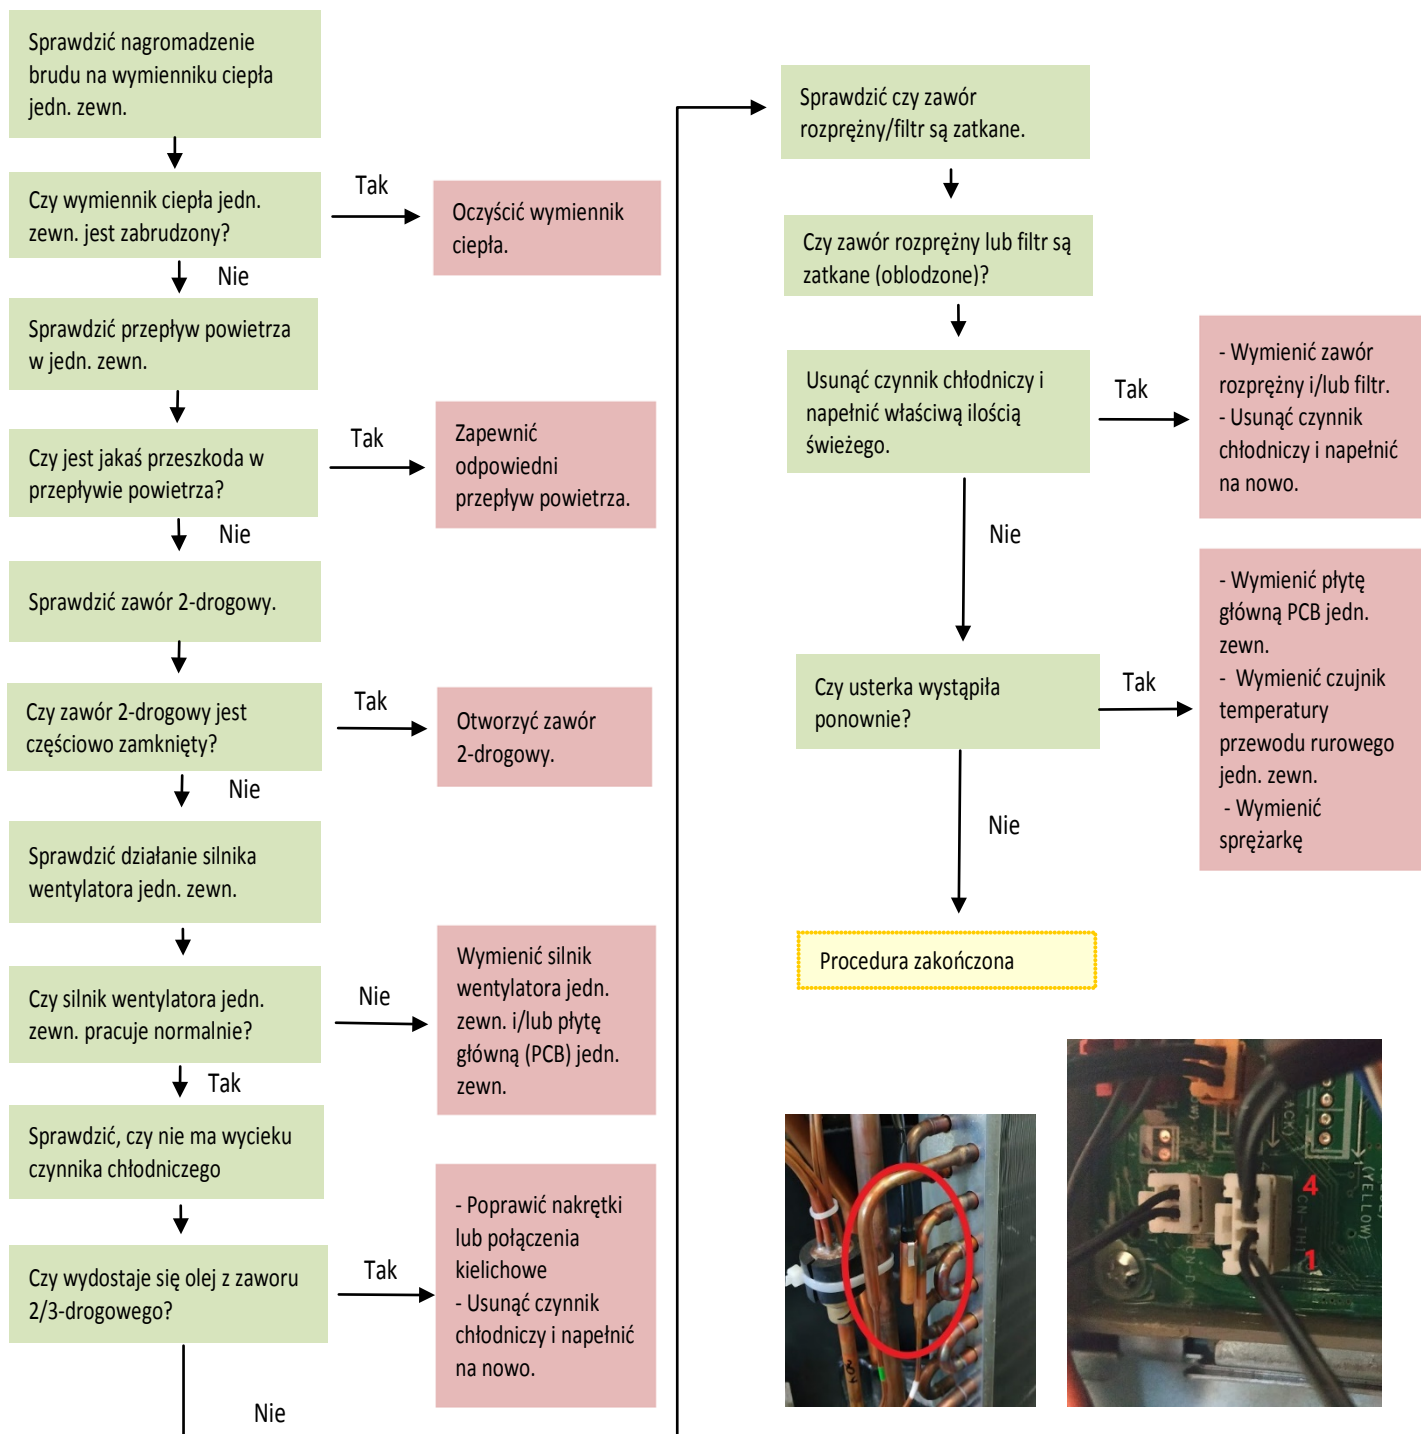 Sprawdzić nagromadzenie
brudu na wymienniku ciepła
jedn. zewn.
Czy wymiennik ciepła jedn.
zewn. jest zabrudzony?
Tak
Oczyścić wymiennik
ciepła.
Nie
Sprawdzić przepływ powietrza
w jedn. zewn.
Czy jest jakaś przeszkoda w
przepływie powietrza?
Tak
Zapewnić
odpowiedni
przepływ powietrza.
Nie
Sprawdzić zawór 2-drogowy.
Czy zawór 2-drogowy jest
częściowo zamknięty?
Tak
Otworzyć zawór
2-drogowy.
Nie
Sprawdzić działanie silnika
wentylatora jedn. zewn.
Czy silnik wentylatora jedn.
zewn. pracuje normalnie?
Nie
Wymienić silnik
wentylatora jedn.
zewn. i/lub płytę
główną (PCB) jedn.
zewn.
Tak
Sprawdzić, czy nie ma wycieku
czynnika chłodniczego
Czy wydostaje się olej z zaworu
2/3-drogowego?
Tak
- Poprawić nakrętki
lub połączenia
kielichowe
- Usunąć czynnik
chłodniczy i napełnić
na nowo.
Nie
Sprawdzić czy zawór
rozprężny/filtr są zatkane.
Czy zawór rozprężny lub filtr są
zatkane (oblodzone)?
Usunąć czynnik chłodniczy i
napełnić właściwą ilością
świeżego.
Tak
- Wymienić zawór
rozprężny i/lub filtr.
- Usunąć czynnik
chłodniczy i napełnić
na nowo.
Nie
Czy usterka wystąpiła
ponownie?
Tak
- Wymienić płytę
główną PCB jedn.
zewn.
- Wymienić czujnik
temperatury
przewodu rurowego
jedn. zewn.
- Wymienić
sprężarkę
Nie
Procedura zakończona
4
1
(YELLOW)